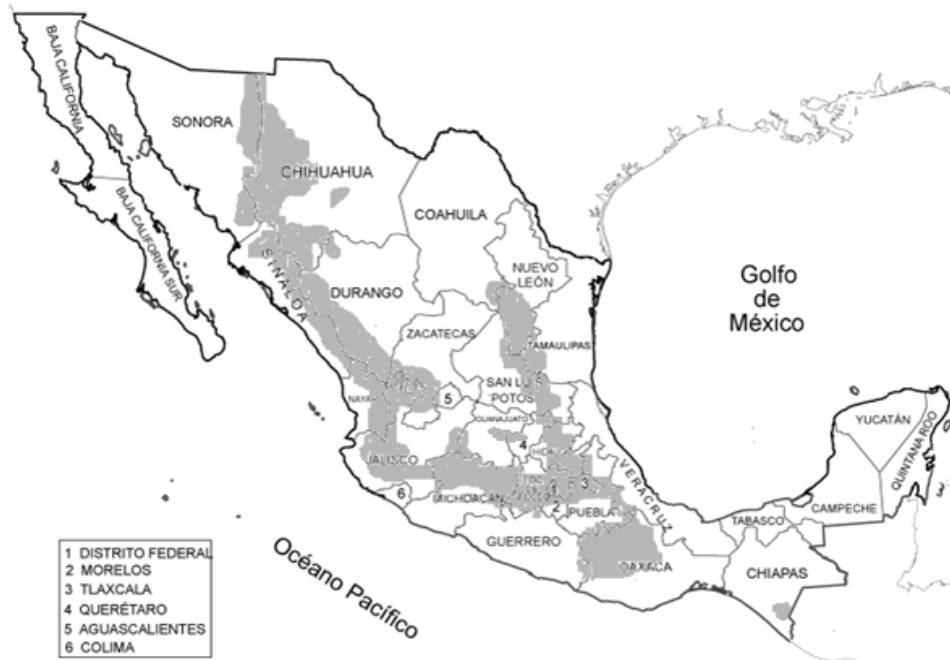 BAJA CALIFORNIA
SONORA
CHIHUAHUA
COAHUILA
BAJA CALIFORNIA SUR
SINALOA
NUEVO
LEÓN
DURANGO
Golfo
de
México
ZACATECAS
TAMAULIPAS
SAN LUIS
POTOSÍ
5
GUANAJUATO
4
YUCATÁN
QUINTANA ROO
JALISCO
VERACRUZ
6
MICHOACÁN
1
3
2
PUEBLA
CAMPECHE
TABASCO
GUERRERO
OAXACA
CHIAPAS
Océano Pacífico
1 DISTRITO FEDERAL
2 MORELOS
3 TLAXCALA
4 QUERÉTARO
5 AGUASCALIENTES
6 COLIMA